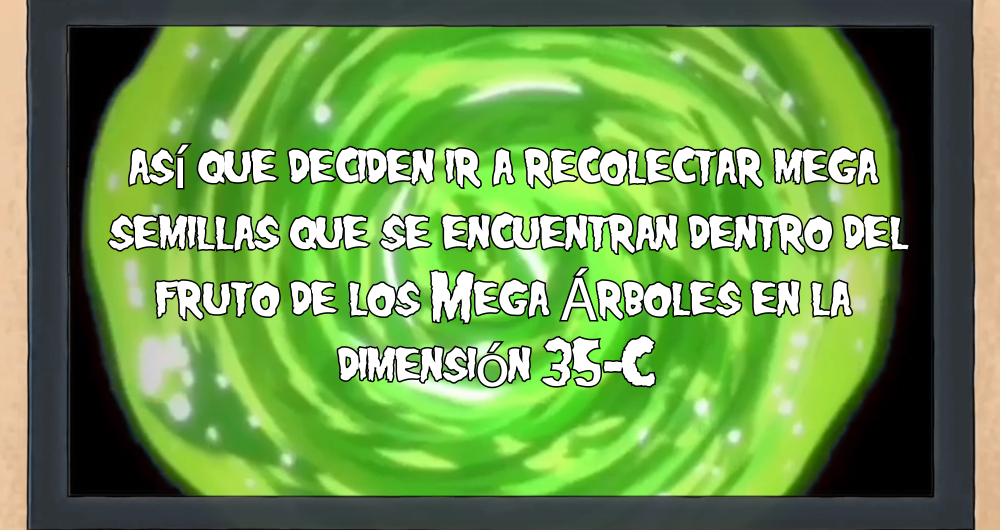 así que deciden ir a recolectar mega
semillas que se encuentran dentro del
fruto de los Mega Árboles en la
dimensión 35-C